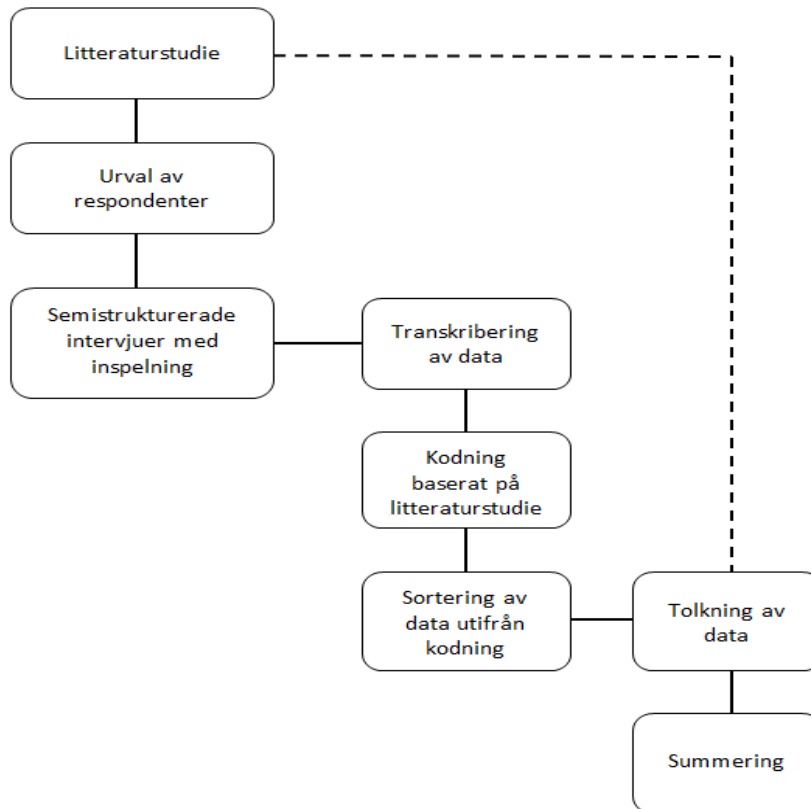 Litteraturstudie
Urval av
respondenter
Semistrukturerade
intervjuer med
inspelning
Transkribering
av data
Kodning
baserat på
litteraturstudie
Sortering av
data utifrån
kodning
Tolkning av
data
Summering